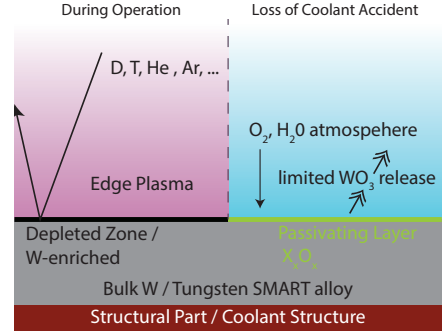 During Operation
Loss of Coolant Accident
D, T, He , Ar, ...
O2, H20 atmospehere
limited WO3 release
Edge Plasma
Depleted Zone /
W-enriched
Passivating Layer
XxOx
Bulk W / Tungsten SMART alloy
Structural Part / Coolant Structure